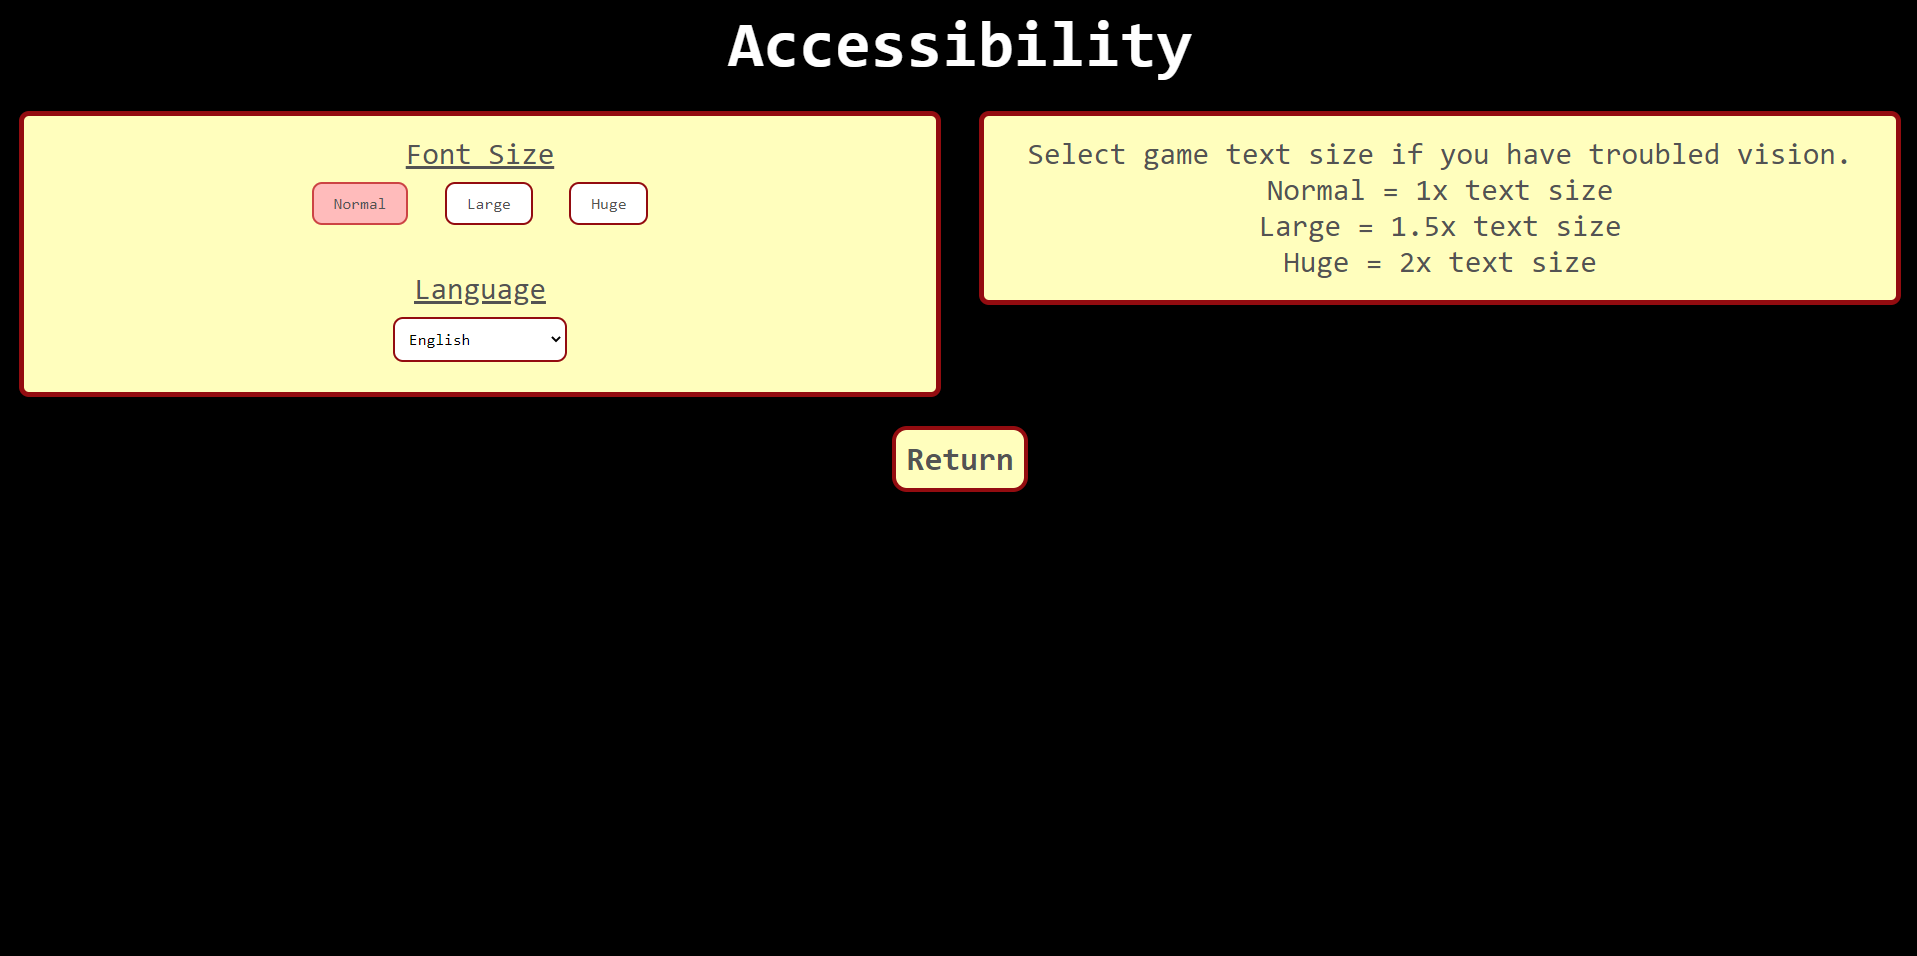 Accessibility
Font Size
Normal Large Huge
Language
English
Select game text size if you have troubled vision.
Normal = 1x text size
Large = 1.5x text size
Huge = 2x text size
Return